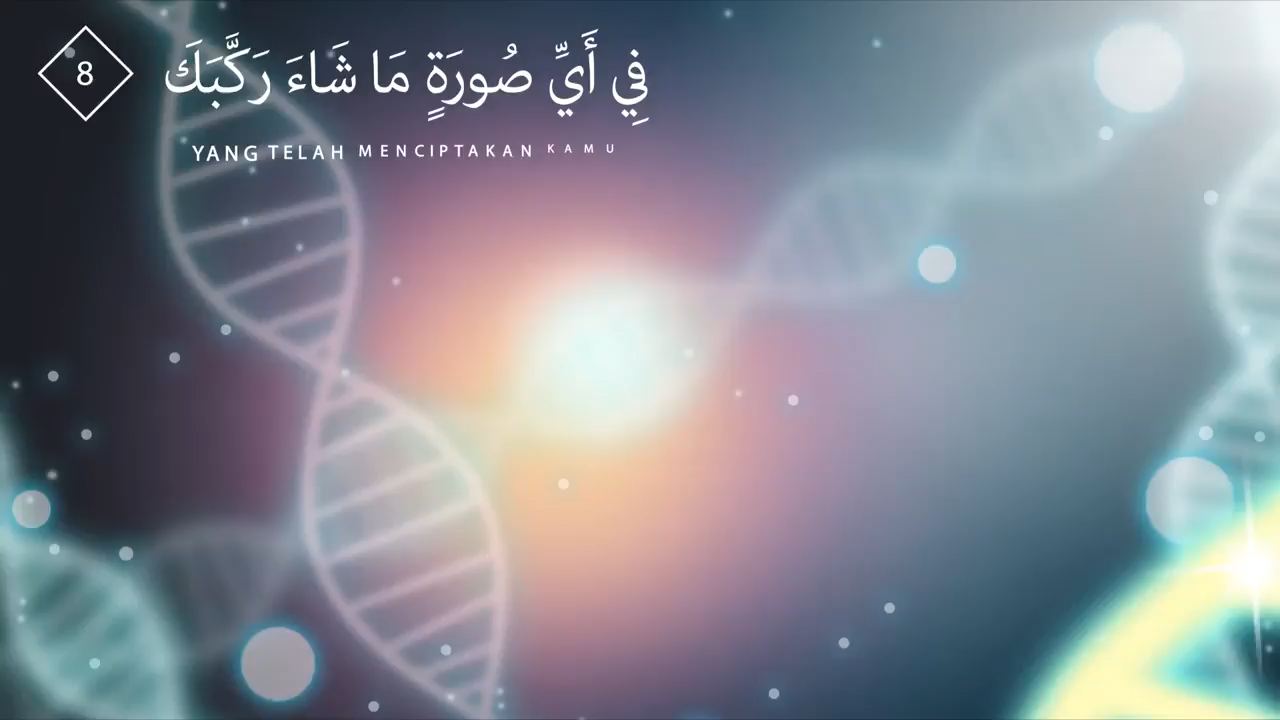 8
فِي أَيِّ صُورَةٍ مَا شَاءَ رَكَّبَكَ
YANG TELAH MENCIPTAKAN KAMU